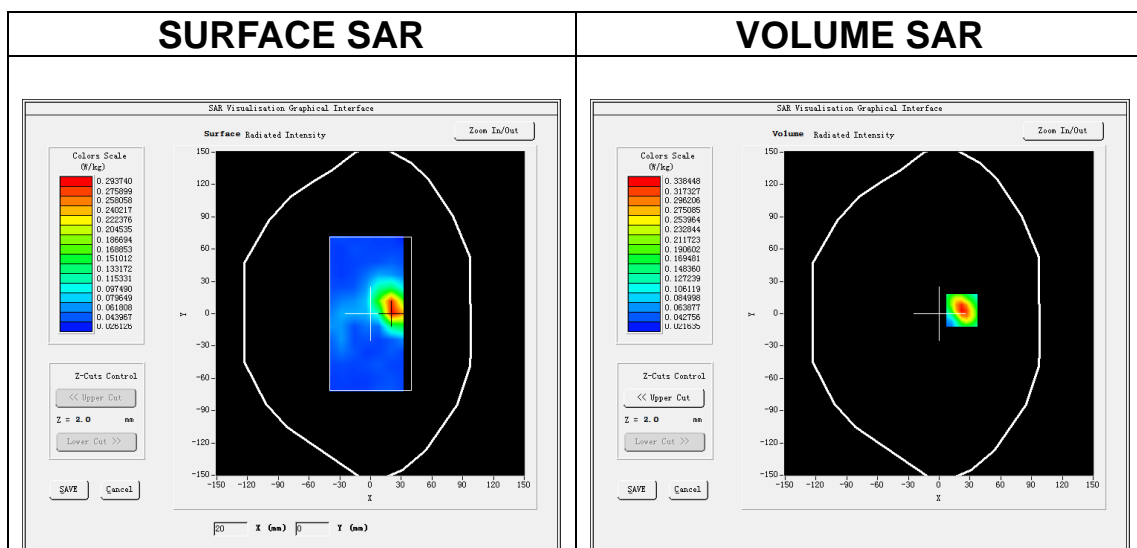 SURFACE SAR
VOLUME SAR
SAR Visualisation Graphical Interface
Surface Radiated Intensity
Zoom In/Out
Colors Scale
(W/kg)
0.293740
0.275899
0.258058
0.240217
0.222376
0.204535
0.186694
0.168853
0.151012
0.133172
0.115331
0.097490
0.079649
0.061808
0.043967
0.026126
150
120
90
60
30
0
-30
-60
-90
-120
-150
Y
-150 -120 -90 -60 -30 0 30 60 90 120 150
X
Z-Cuts Control
<< Upper Cut
Z = 2.0 mm
Lower Cut >>
SAVE Cancel
20 X (mm) 0 Y (mm)
SAR Visualisation Graphical Interface
Volume Radiated Intensity
Zoom In/Out
Colors Scale
(W/kg)
0.338448
0.317327
0.296206
0.275085
0.253964
0.232844
0.211723
0.190602
0.169481
0.148360
0.127239
0.106119
0.084998
0.063877
0.042756
0.021635
150
120
90
60
30
0
-30
-60
-90
-120
-150
Y
-150 -120 -90 -60 -30 0 30 60 90 120 150
X
Z-Cuts Control
<< Upper Cut
Z = 2.0 mm
Lower Cut >>
SAVE Cancel